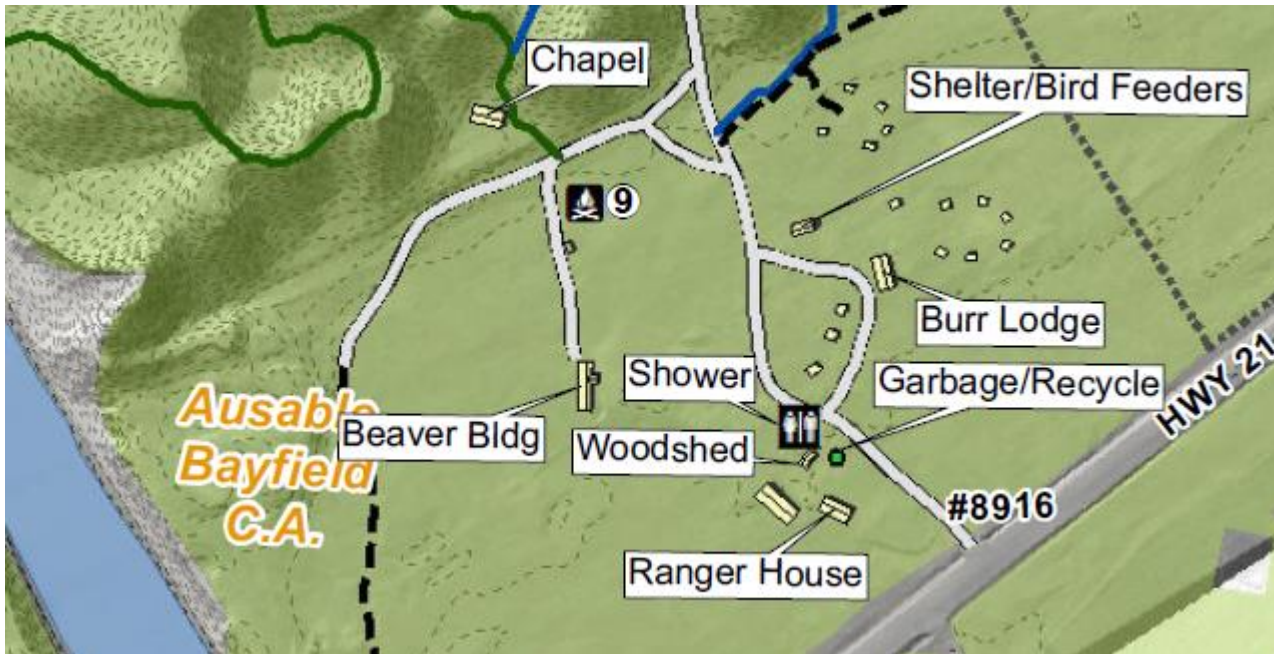 Chapel
Shelter/Bird Feeders
9
Burr Lodge
HWY 21
Shower
Garbage/Recycle
Ausable
Bayfield
C.A.
Beaver Bldg
Woodshed
#8916
Ranger House